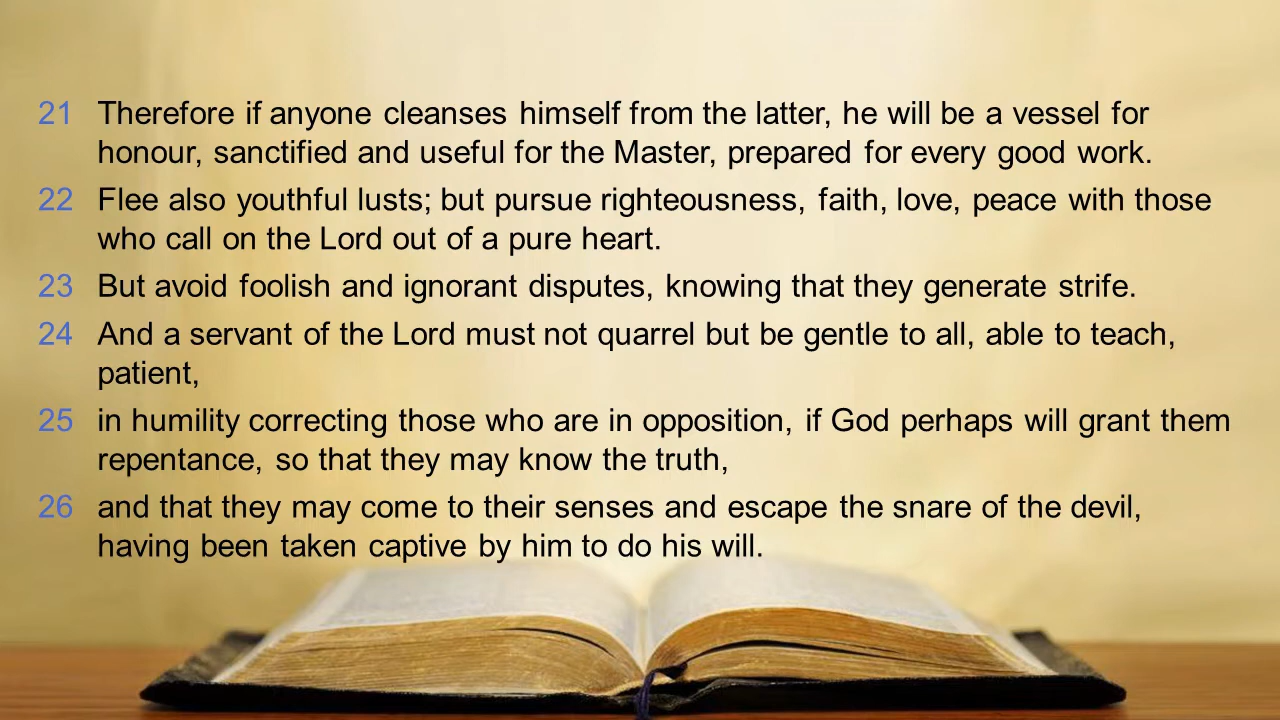 21 Therefore if anyone cleanses himself from the latter, he will be a vessel for
honour, sanctified and useful for the Master, prepared for every good work.
22 Flee also youthful lusts; but pursue righteousness, faith, love, peace with those
who call on the Lord out of a pure heart.
23 But avoid foolish and ignorant disputes, knowing that they generate strife.
24 And a servant of the Lord must not quarrel but be gentle to all, able to teach,
patient,
25 in humility correcting those who are in opposition, if God perhaps will grant them
repentance, so that they may know the truth,
26 and that they may come to their senses and escape the snare of the devil,
having been taken captive by him to do his will.